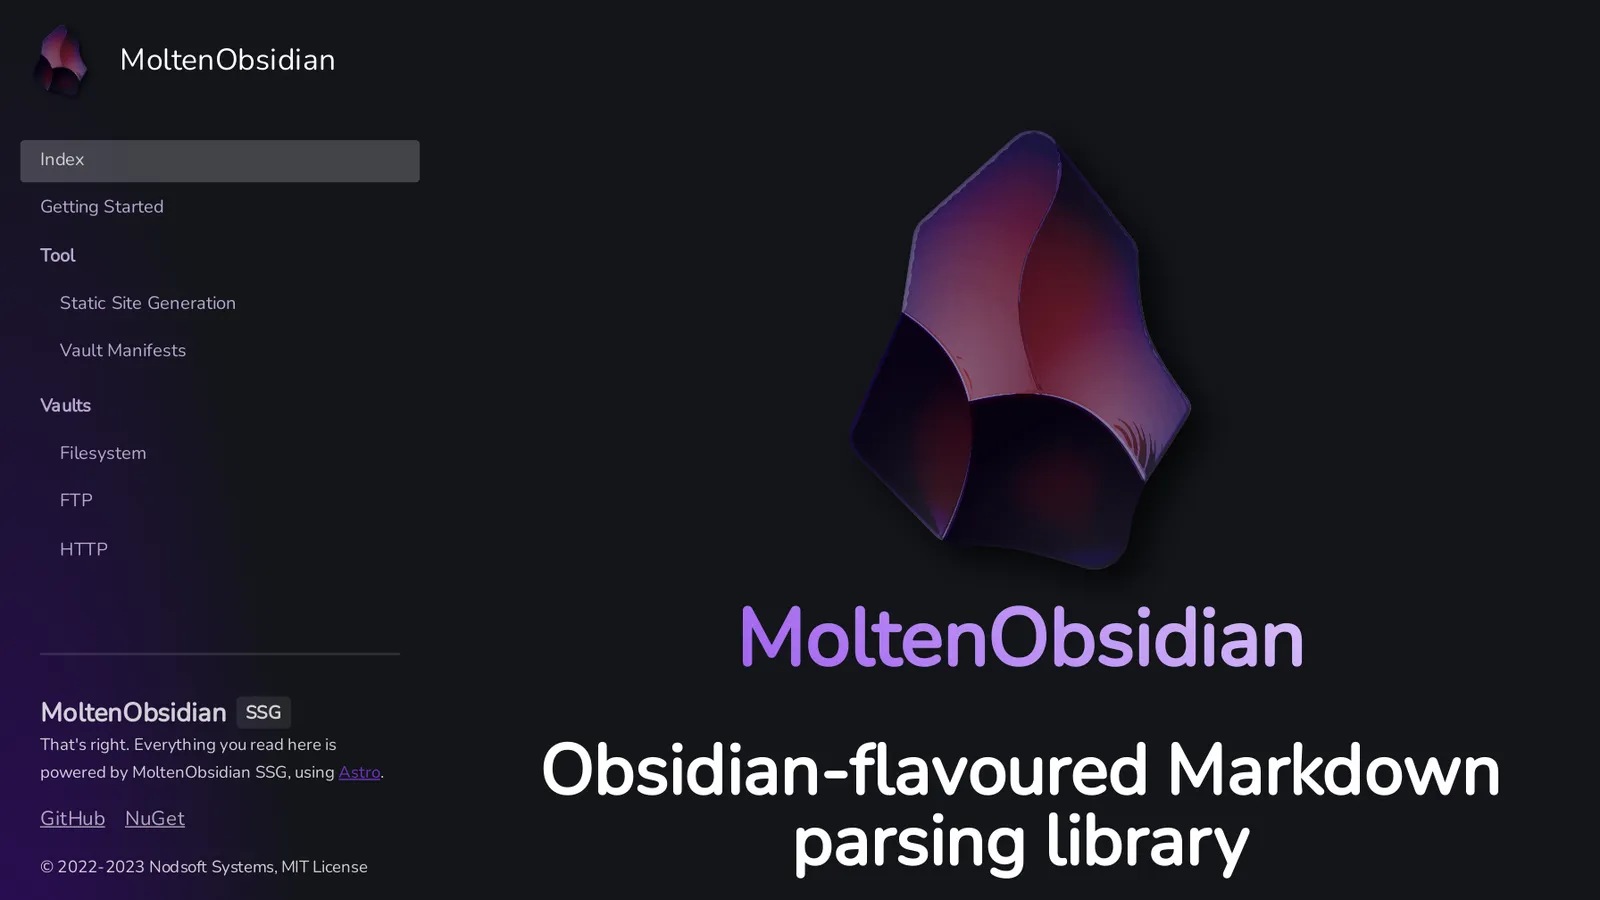 MoltenObsidian
Index
Getting Started
Tool
Static Site Generation
Vault Manifests
Vaults
Filesystem
FTP
HTTP
MoltenObsidian SSG
That's right. Everything you read here is
powered by MoltenObsidian SSG, using Astro.
GitHub NuGet
© 2022-2023 Nodsoft Systems, MIT License
MoltenObsidian
Obsidian-flavoured Markdown
parsing library